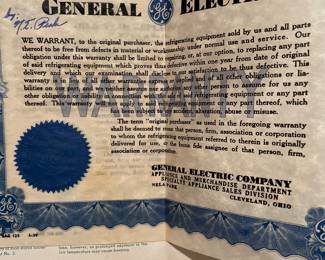 GENERAL GE ELECTRIC
WE WARRANT, to the original purchaser, the refrigerating equipment sold by us and all parts
thereof to be free from defects in material or workmanship under normal use and service. Our
obligation under this warranty shall be limited to repairing, or, at our option, to replacing any part
of said refrigerating equipment which proves thus defective within one year from date of original
delivery and which our examination shall disclose to our satisfaction to be thus defective. This
warranty is in lieu of all other warranties, express or implied, and of all other obligations or lia-
bilities on our part, and we neither assume nor authorize any other person to assume for us any
other obligation or liability in connection with said refrigerating equipment or any part thereof.
This warranty shall not apply to said refrigerating equipment or any part thereof, which
accident, abuse or misuse.
WARRANTY
The term "original purchaser" as used in the foregoing warranty
shall be deemed to mean that person, firm, association or corporation
to whom the refrigerating equipment referred to therein is originally
delivered for use, or the bona fide assignee of that person, firm,
association or corporation.
GENERAL ELECTRIC COMPANY
APPLIANCE AND MERCHANDISE DEPARTMENT
SPECIALTY APPLIANCE SALES DIVISION
NELA PARK
CLEVELAND, OHIO
GE
GE